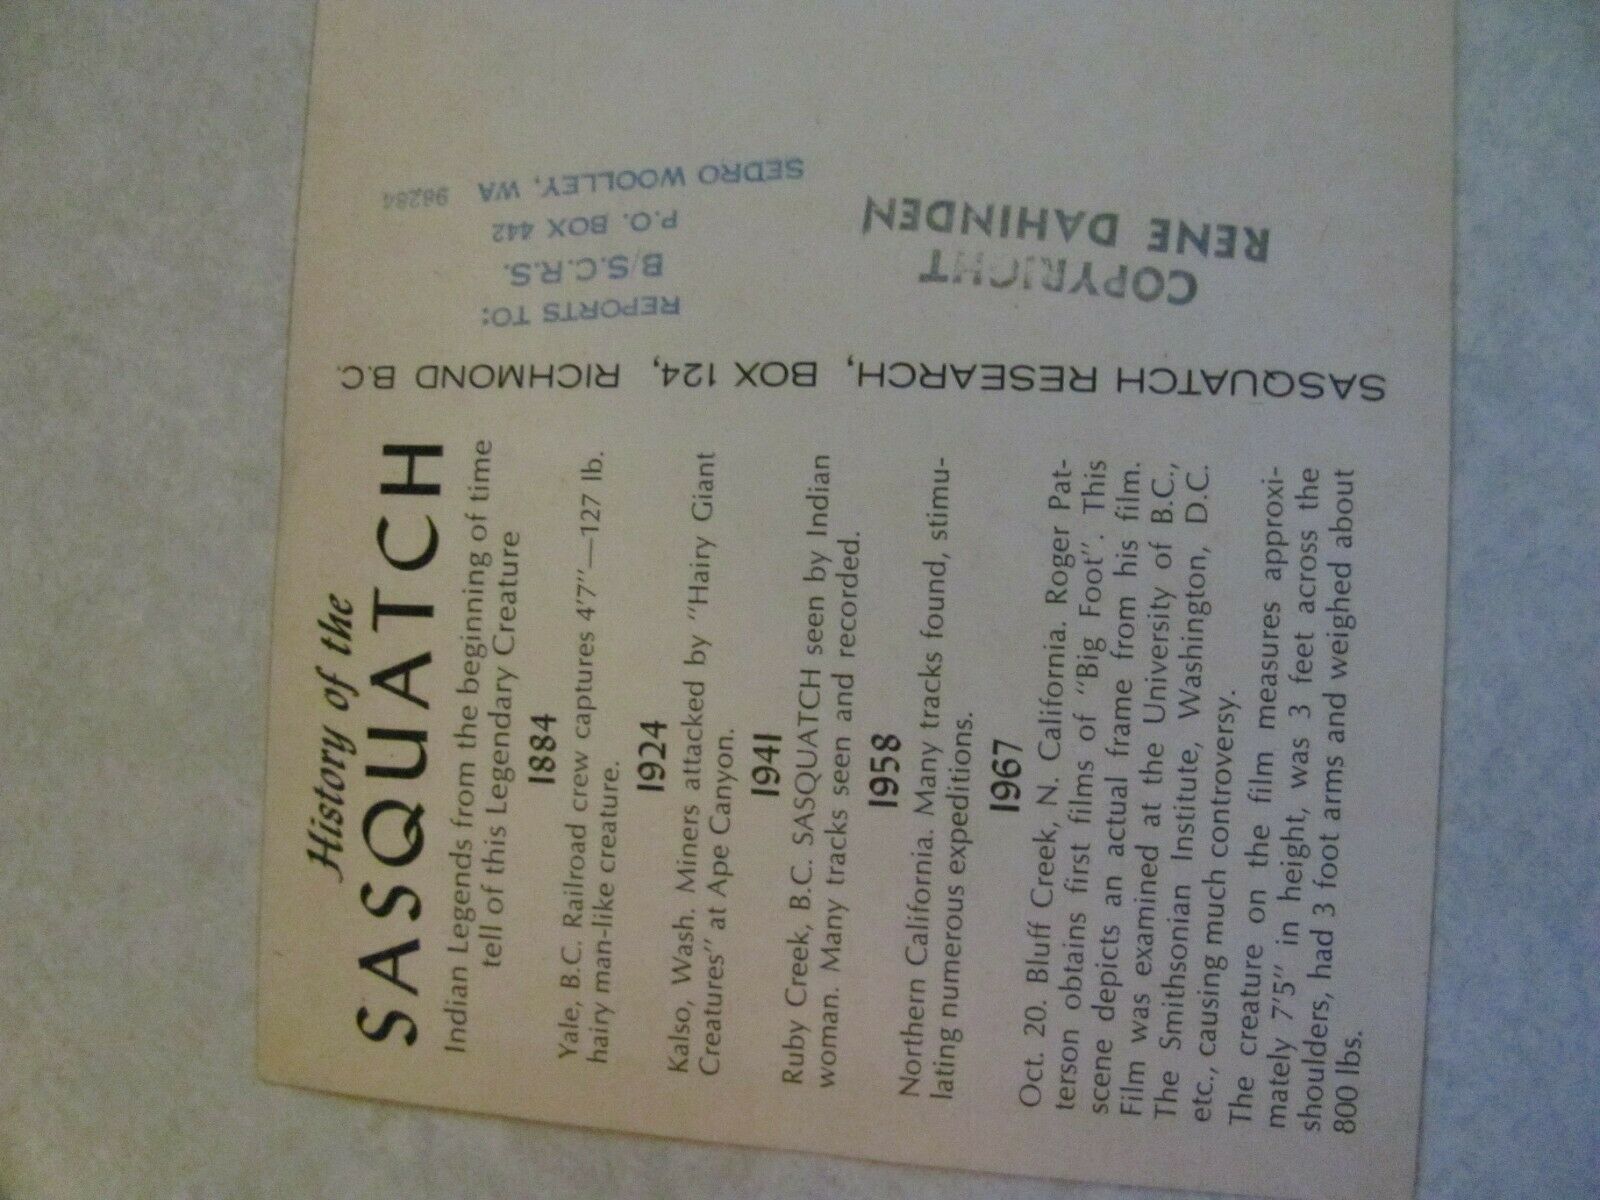 History of the
SASQUATCH
Indian Legends from the beginning of time
tell of this Legendary Creature
1884
Yale, B.C. Railroad crew captures 4'7"—127 lb.
hairy man-like creature.
1924
Kalso, Wash. Miners attacked by "Hairy Giant
Creatures" at Ape Canyon.
1941
Ruby Creek, B.C. SASQUATCH seen by Indian
woman. Many tracks seen and recorded.
1958
Northern California. Many tracks found, stimu-
lating numerous expeditions.
1967
Oct. 20. Bluff Creek, N. California. Roger Pat-
terson obtains first films of "Big Foot". This
scene depicts an actual frame from his film.
Film was examined at the University of B.C.,
The Smithsonian Institute, Washington, D.C.
etc., causing much controversy.
The creature on the film measures approxi-
mately 7'5" in height, was 3 feet across the
shoulders, had 3 foot arms and weighed about
800 lbs.
SASQUATCH RESEARCH, BOX 124, RICHMOND B.C.
REPORTS TO:
B/S.C.R.S.
P.O. BOX 442
SEDRO WOOLLEY, WA 98284
COPYRIGHT
RENE DAHINDEN